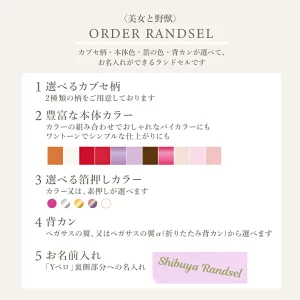 〈美女と野獣〉
ORDER RANDSEL
カブセ柄・本体色・箔の色・背カンが選べて、
お名入れができるランドセルです
1 選べるカブセ柄
2種類の柄をご用意しております
2 豊富な本体カラー
カラーの組み合わせでおしゃれなバイカラーにも
ワントーンでシンプルな仕上がりにも
3 選べる箔押しカラー
カラー又は、素押しが選べます
4 背カン
ペガサスの翼、又はペガサスの翼α(折りたたみ背カン)から選べます
5 お名前入れ
「Yベロ」裏側部分への名入れ
Shibuya Randsel